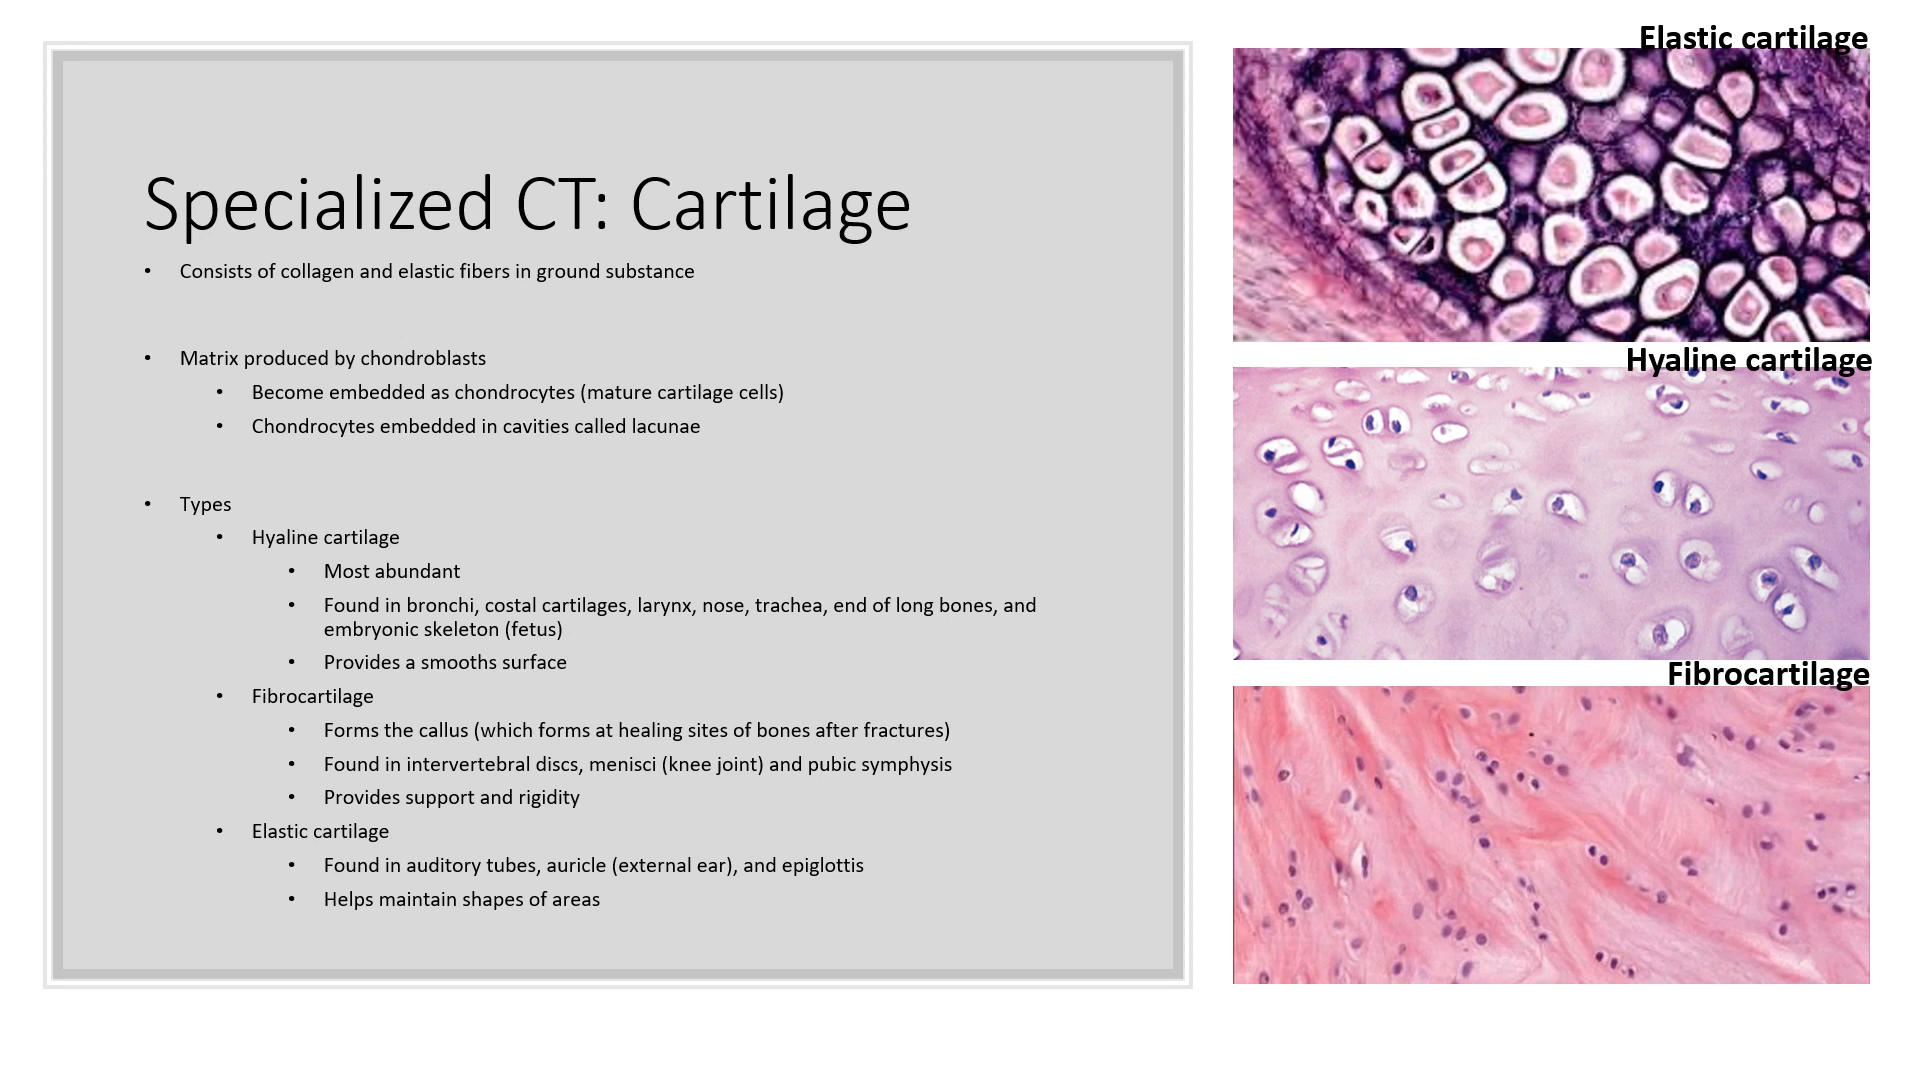 Specialized CT: Cartilage
• Consists of collagen and elastic fibers in ground substance
• Matrix produced by chondroblasts
• Become embedded as chondrocytes (mature cartilage cells)
• Chondrocytes embedded in cavities called lacunae
• Types
• Hyaline cartilage
• Most abundant
• Found in bronchi, costal cartilages, larynx, nose, trachea, end of long bones, and
embryonic skeleton (fetus)
• Provides a smooths surface
• Fibrocartilage
• Forms the callus (which forms at healing sites of bones after fractures)
• Found in intervertebral discs, menisci (knee joint) and pubic symphysis
• Provides support and rigidity
• Elastic cartilage
• Found in auditory tubes, auricle (external ear), and epiglottis
• Helps maintain shapes of areas
Elastic cartilage
Hyaline cartilage
Fibrocartilage